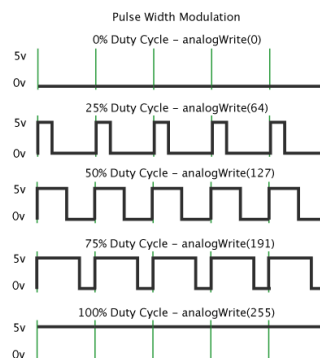 Pulse Width Modulation
0% Duty Cycle – analogWrite(0)
5v
0v
25% Duty Cycle – analogWrite(64)
5v
0v
50% Duty Cycle – analogWrite(127)
5v
0v
75% Duty Cycle – analogWrite(191)
5v
0v
100% Duty Cycle – analogWrite(255)
5v
0v